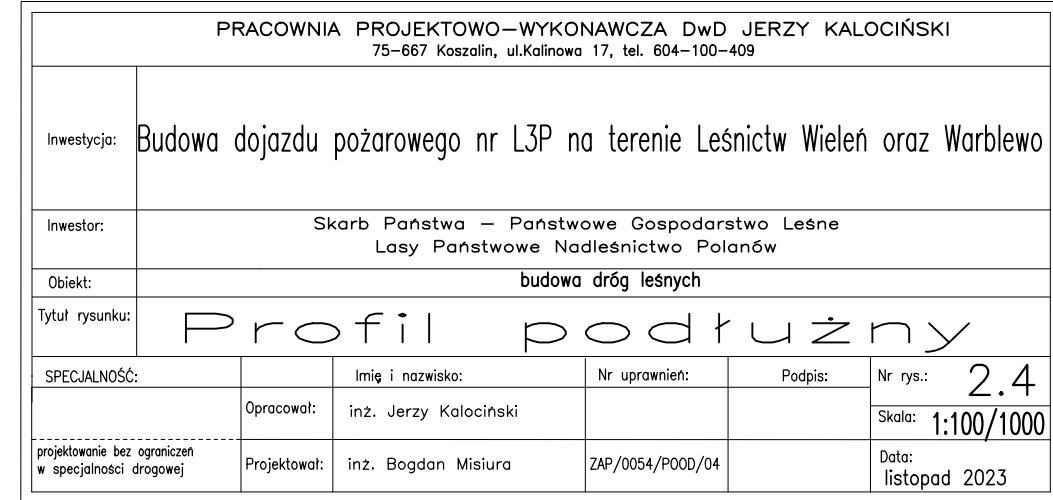 PRACOWNIA PROJEKTOWO-WYKONAWCZA DwD JERZY KALOCIŃSKI
75-667 Koszalin, ul.Kalinowa 17, tel. 604-100-409
Inwestycja: Budowa dojazdu pożarowego nr L3P na terenie Leśnictw Wieleń oraz Warblewo
Inwestor: Skarb Państwa - Państwowe Gospodarstwo Leśne
Lasy Państwowe Nadleśnictwo Polanów
Obiekt: budowa dróg leśnych
Tytuł rysunku: Profil podłużny
SPECJALNOŚĆ: Imię i nazwisko: Nr uprawnień: Podpis: Nr rys.: 2.4
Opracował: inż. Jerzy Kalociński
Skala: 1:100/1000
projektowanie bez ograniczeń
w specjalności drogowej
Projektował: inż. Bogdan Misiura ZAP/0054/POOD/04
Data:
listopad 2023